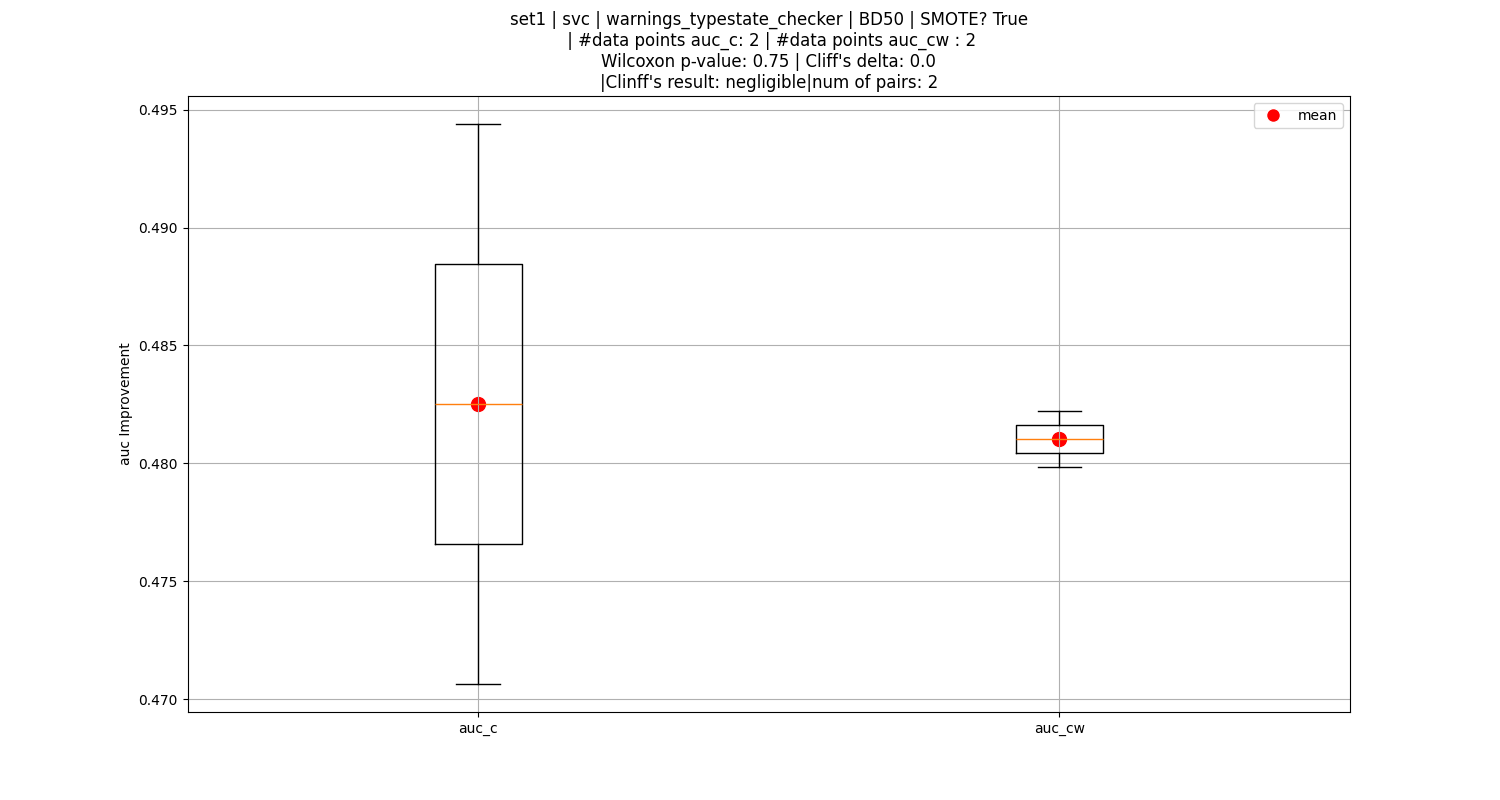 set1 | svc | warnings_typestate_checker | BD50 | SMOTE? True
| #data points auc_c: 2 | #data points auc_cw : 2
Wilcoxon p-value: 0.75 | Cliff's delta: 0.0
|Clinff's result: negligible|num of pairs: 2
mean
0.495
0.490
0.485
0.480
0.475
0.470
auc Improvement
auc_c
auc_cw